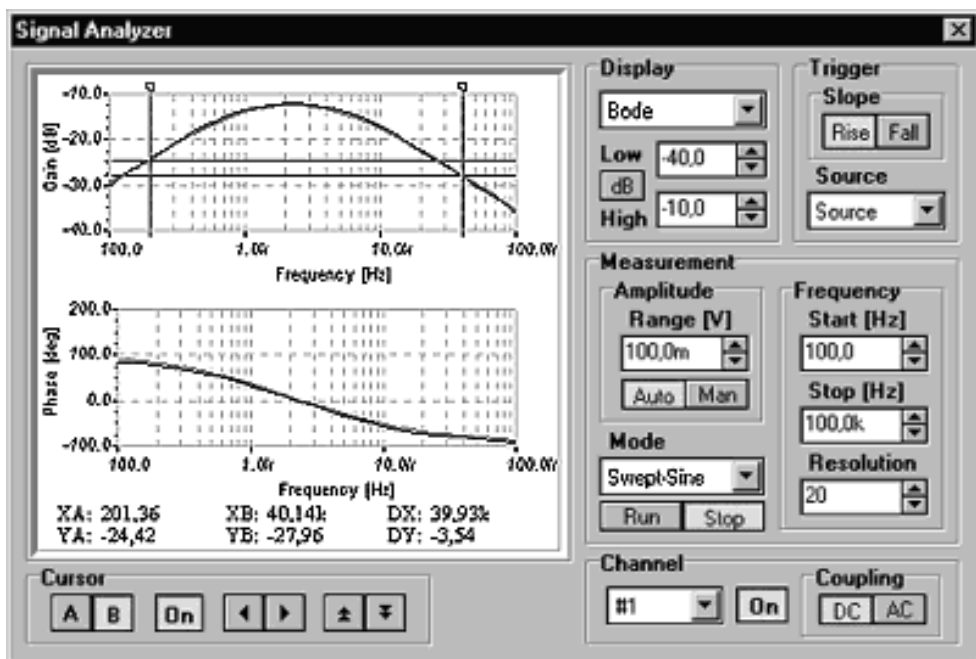 Signal Analyzer
-10.0
-20.0
-30.0
-40.0
Gain [dB]
100.0 1.0k 10.0k 100.0k
Frequency [Hz]
200.0
100.0
0.0
-100.0
Phase [deg]
100.0 1.0k 10.0k 100.0k
Frequency [Hz]
XA: 201,36 XB: 40,14k DX: 39,93k
YA: -24,42 YB: -27,96 DY: -3,54
Cursor
A B On
Display
Bode
Low -40,0
dB
High -10,0
Trigger
Slope
Rise Fall
Source
Source
Measurement
Amplitude
Range [V]
100,0m
Auto Man
Mode
Swept-Sine
Run Stop
Frequency
Start [Hz]
100,0
Stop [Hz]
100,0k
Resolution
20
Channel
#1 On
Coupling
DC AC